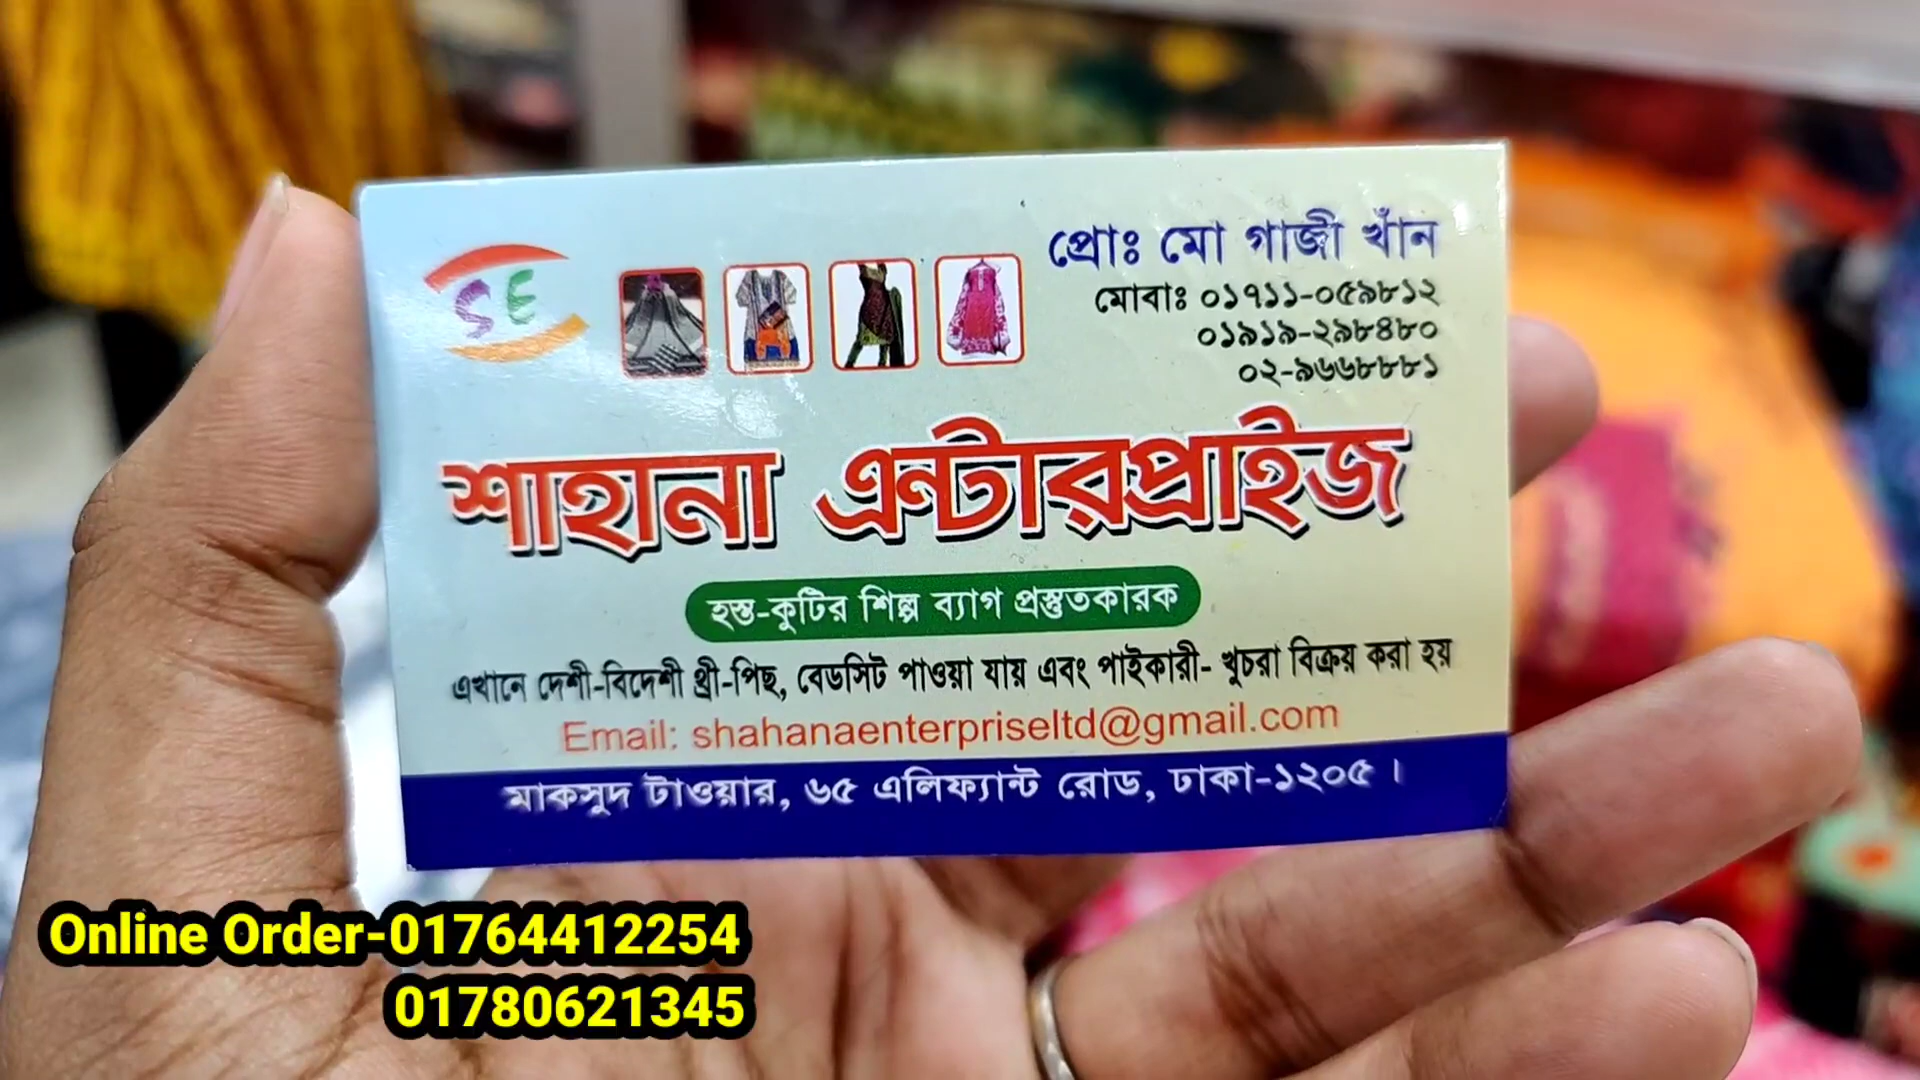 SE
প্রোঃ মো গাজী খাঁন
মোবাঃ ০১৭১১-০৫৯৮১২
০১৯১৯-২৯৮৪৮০
০২-৯৬৬৮৮৮১
শাহানা এন্টারপ্রাইজ
হস্ত-কুটির শিল্প ব্যাগ প্রস্তুতকারক
এখানে দেশী-বিদেশী থ্রী-পিছ, বেডসিট পাওয়া যায় এবং পাইকারী- খুচরা বিক্রয় করা হয়
Email: shahanaenterpriseltd@gmail.com
মাকসুদ টাওয়ার, ৬৫ এলিফ্যান্ট রোড, ঢাকা-১২০৫ ।
Online Order-01764412254
01780621345